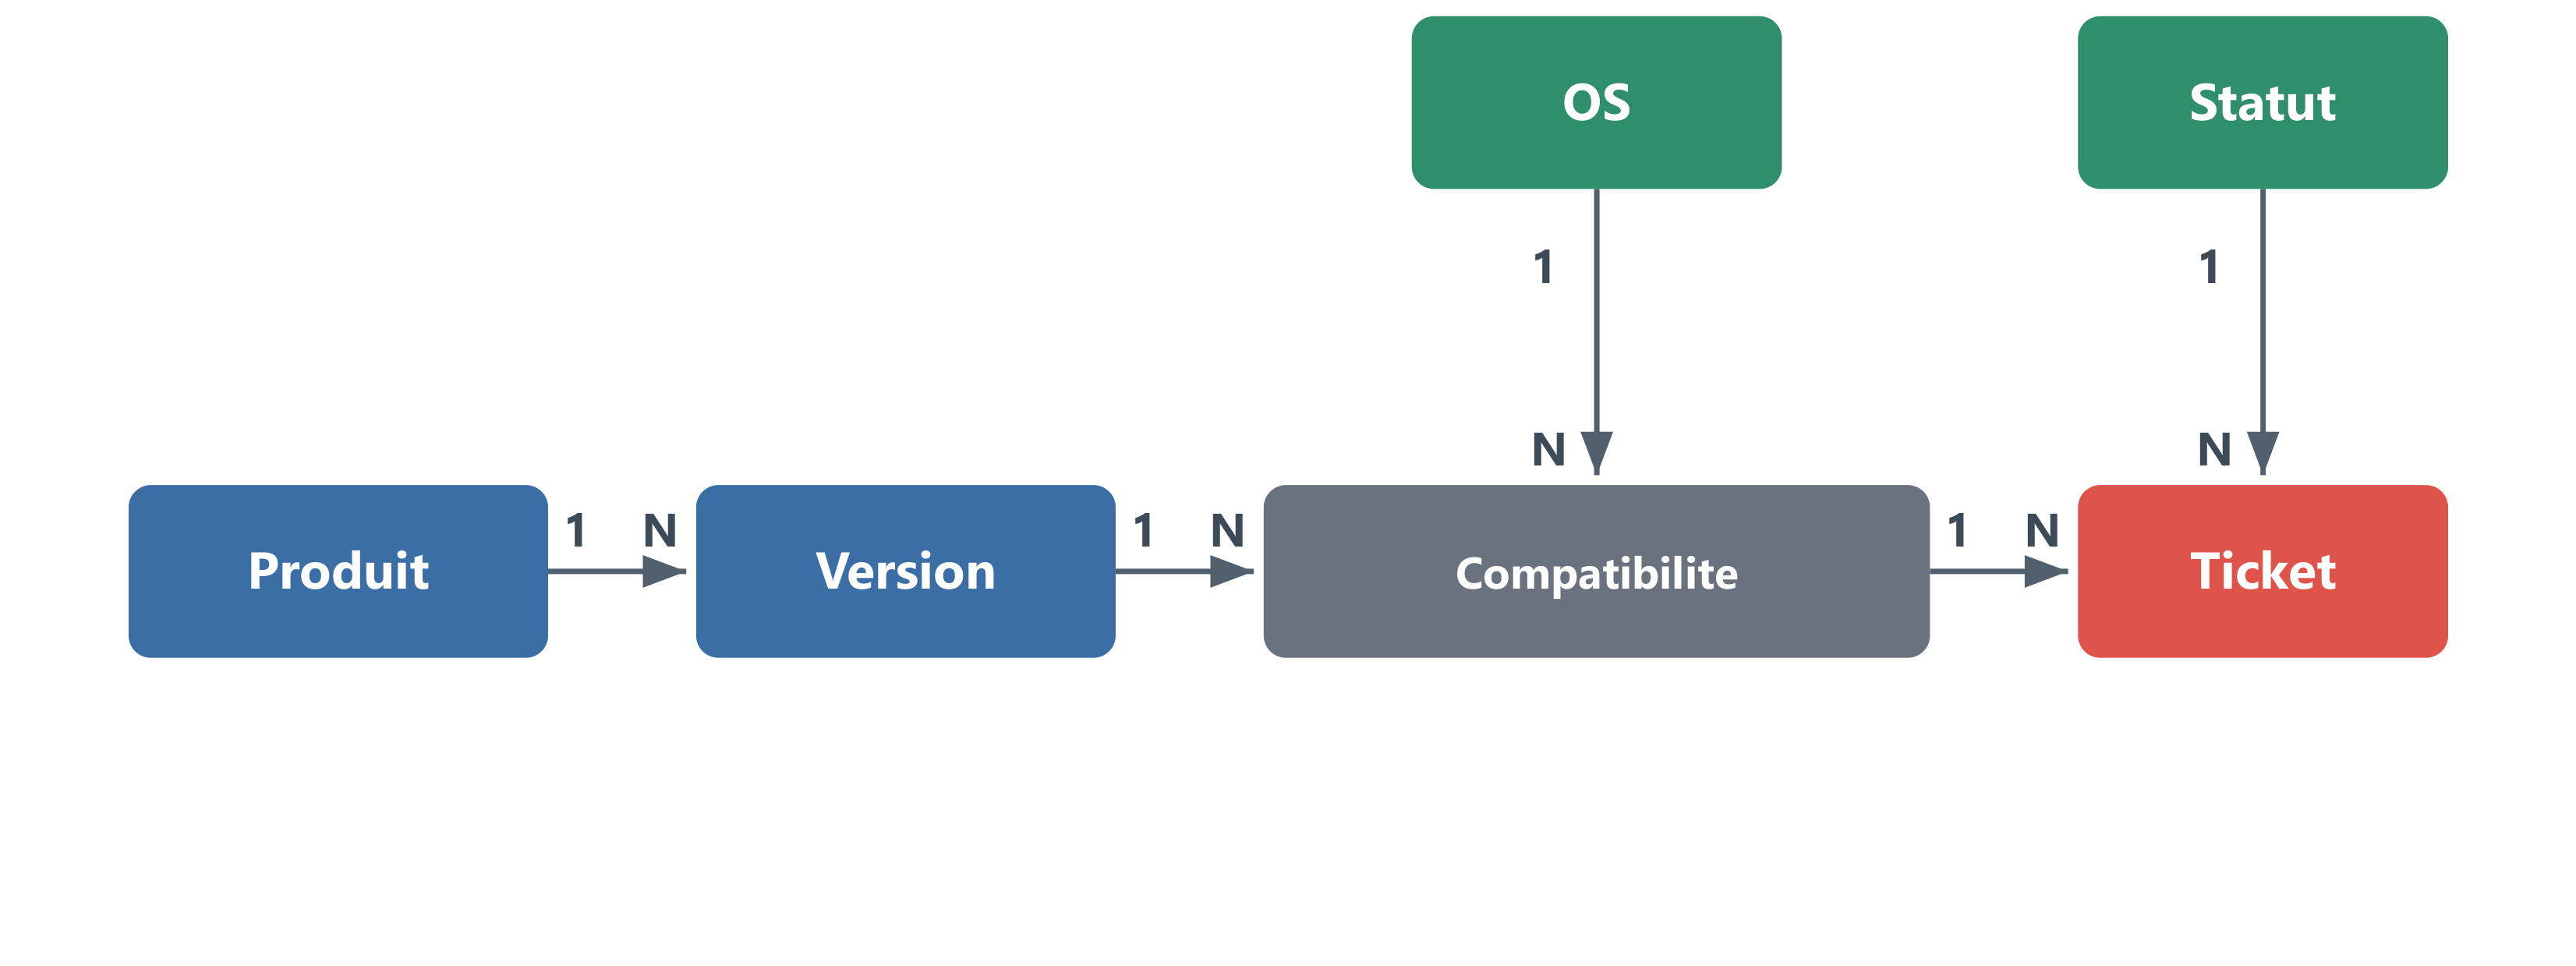 OS
Statut
1
1
N
N
Produit
1 N
Version
1 N
Compatibilite
1 N
Ticket